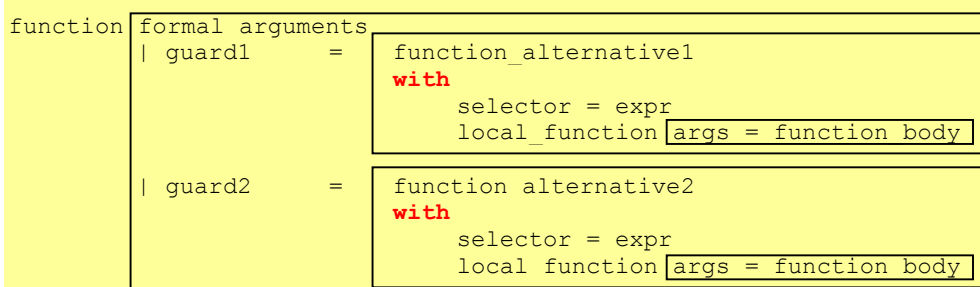 function formal arguments
| guard1 = function_alternative1
with
selector = expr
local_function args = function body
| guard2 = function alternative2
with
selector = expr
local function args = function body